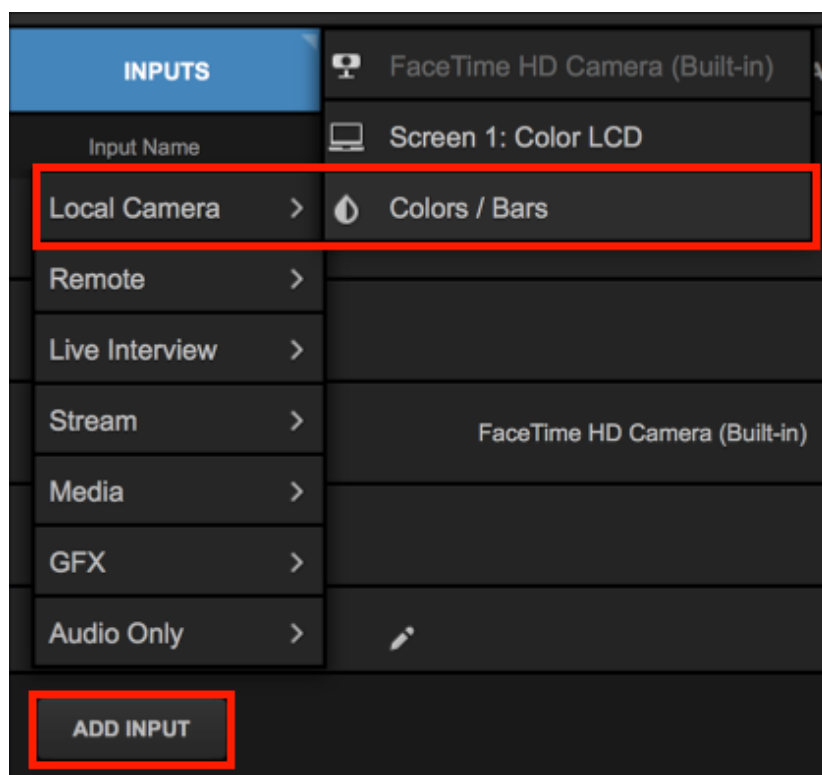 INPUTS
FaceTime HD Camera (Built-in)
Input Name
Screen 1: Color LCD
Local Camera
Colors / Bars
Remote
Live Interview
Stream
FaceTime HD Camera (Built-in)
Media
GFX
Audio Only
ADD INPUT